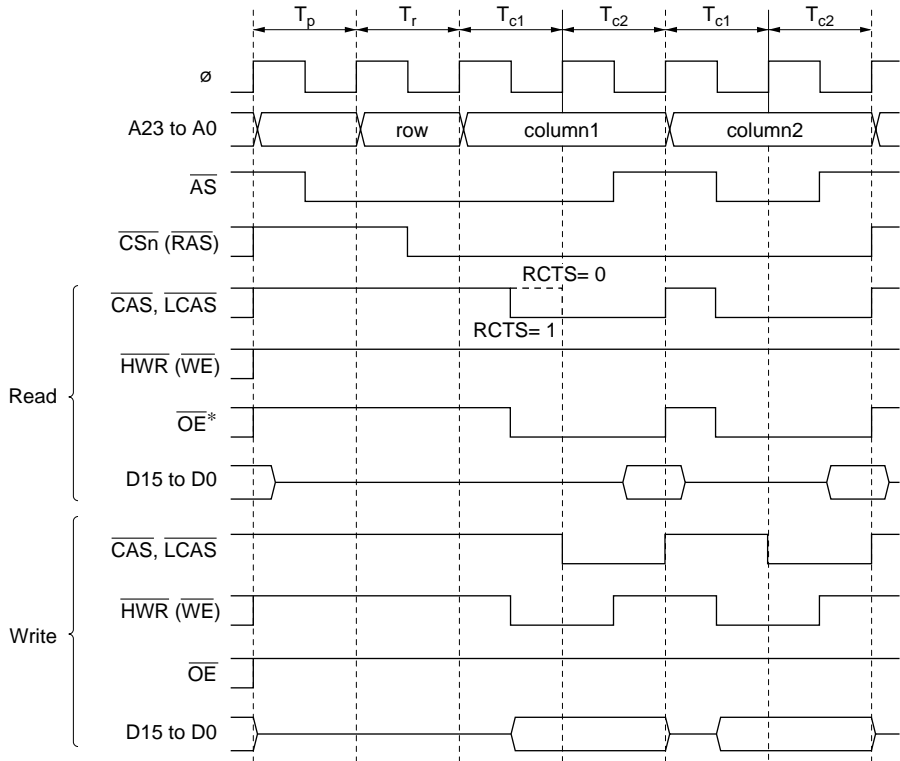 Tp Tr Tc1 Tc2 Tc1 Tc2
ø
A23 to A0 row column1 column2
AS
CSn (RAS)
RCTS= 0
CAS, LCAS
RCTS= 1
HWR (WE)
Read
OE*
D15 to D0
CAS, LCAS
HWR (WE)
Write
OE
D15 to D0